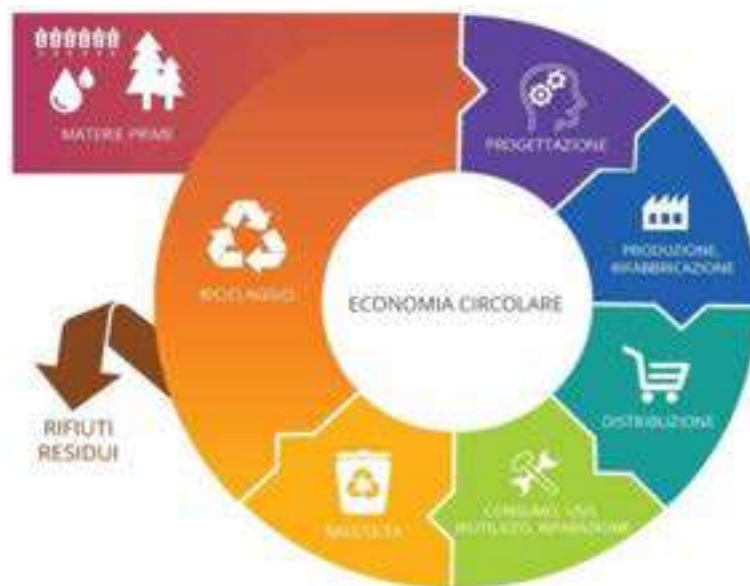 MATERIE PRIME
PROGETTAZIONE
PRODUZIONE,
RIFABBRICAZIONE
DISTRIBUZIONE
CONSUMO, USO,
RIUTILIZZO, RIPARAZIONE
RACCOLTA
RICICLAGGIO
ECONOMIA CIRCOLARE
RIFIUTI
RESIDUI